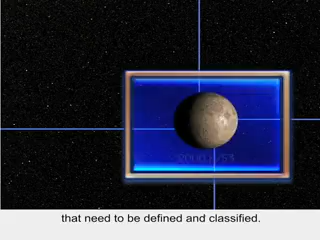 that need to be defined and classified.